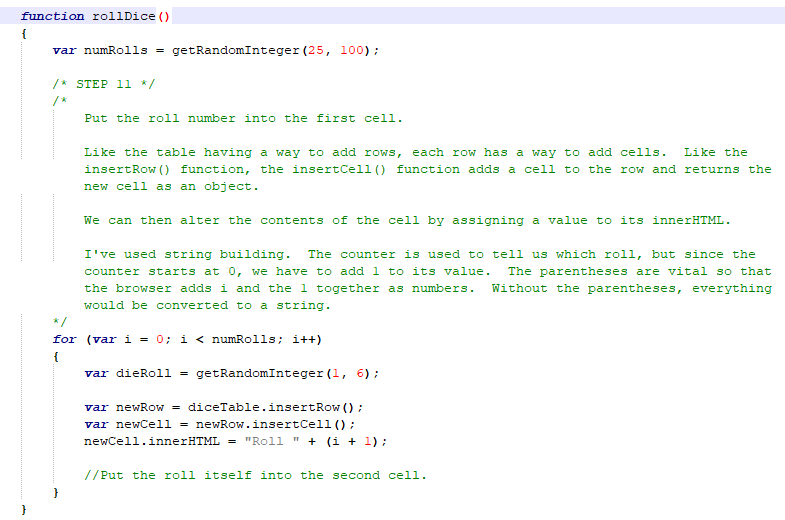 function rollDice()
{
var numRolls = getRandomInteger(25, 100);
/* STEP 11 */
/*
Put the roll number into the first cell.
Like the table having a way to add rows, each row has a way to add cells.  Like the
insertRow() function, the insertCell() function adds a cell to the row and returns the
new cell as an object.
We can then alter the contents of the cell by assigning a value to its innerHTML.
I've used string building.  The counter is used to tell us which roll, but since the
counter starts at 0, we have to add 1 to its value.  The parentheses are vital so that
the browser adds i and the 1 together as numbers.  Without the parentheses, everything
would be converted to a string.
*/
for (var i = 0; i < numRolls; i++)
{
var dieRoll = getRandomInteger(1, 6);
var newRow = diceTable.insertRow();
var newCell = newRow.insertCell();
newCell.innerHTML = "Roll " + (i + 1);
//Put the roll itself into the second cell.
}
}